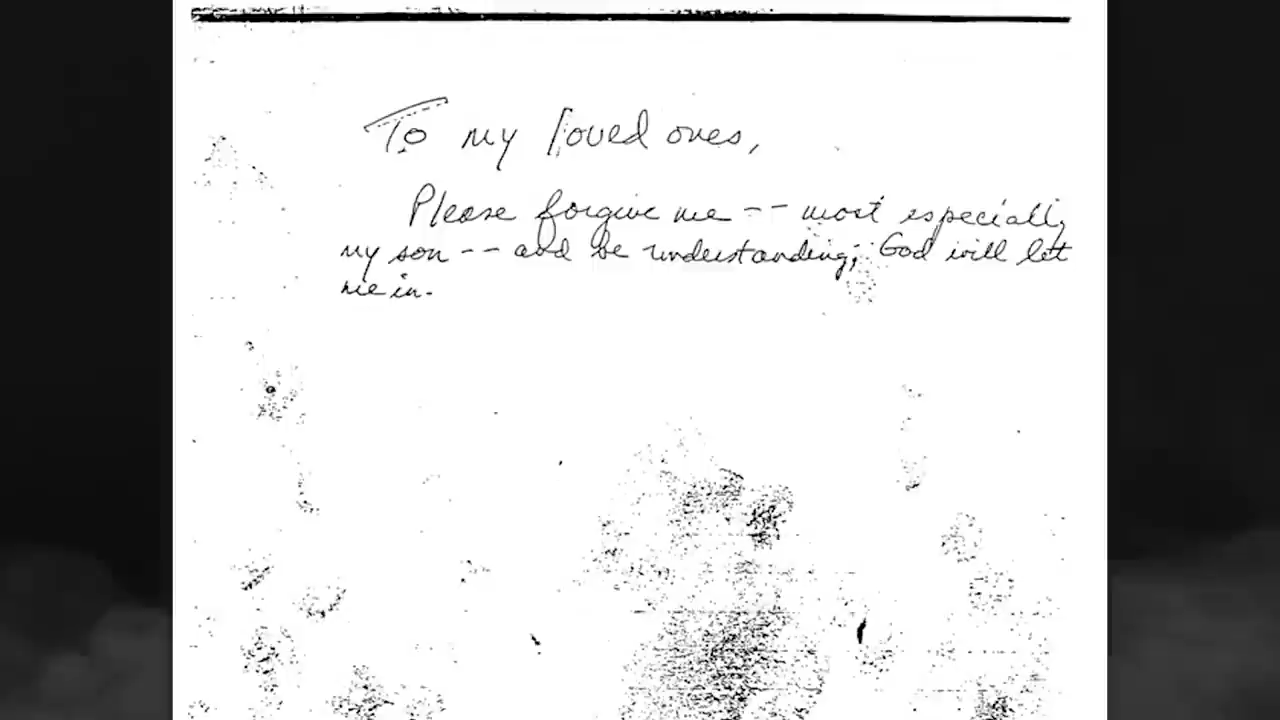 To my loved ones,
Please forgive me -- most especially
my son -- and be understanding; God will let
me in.